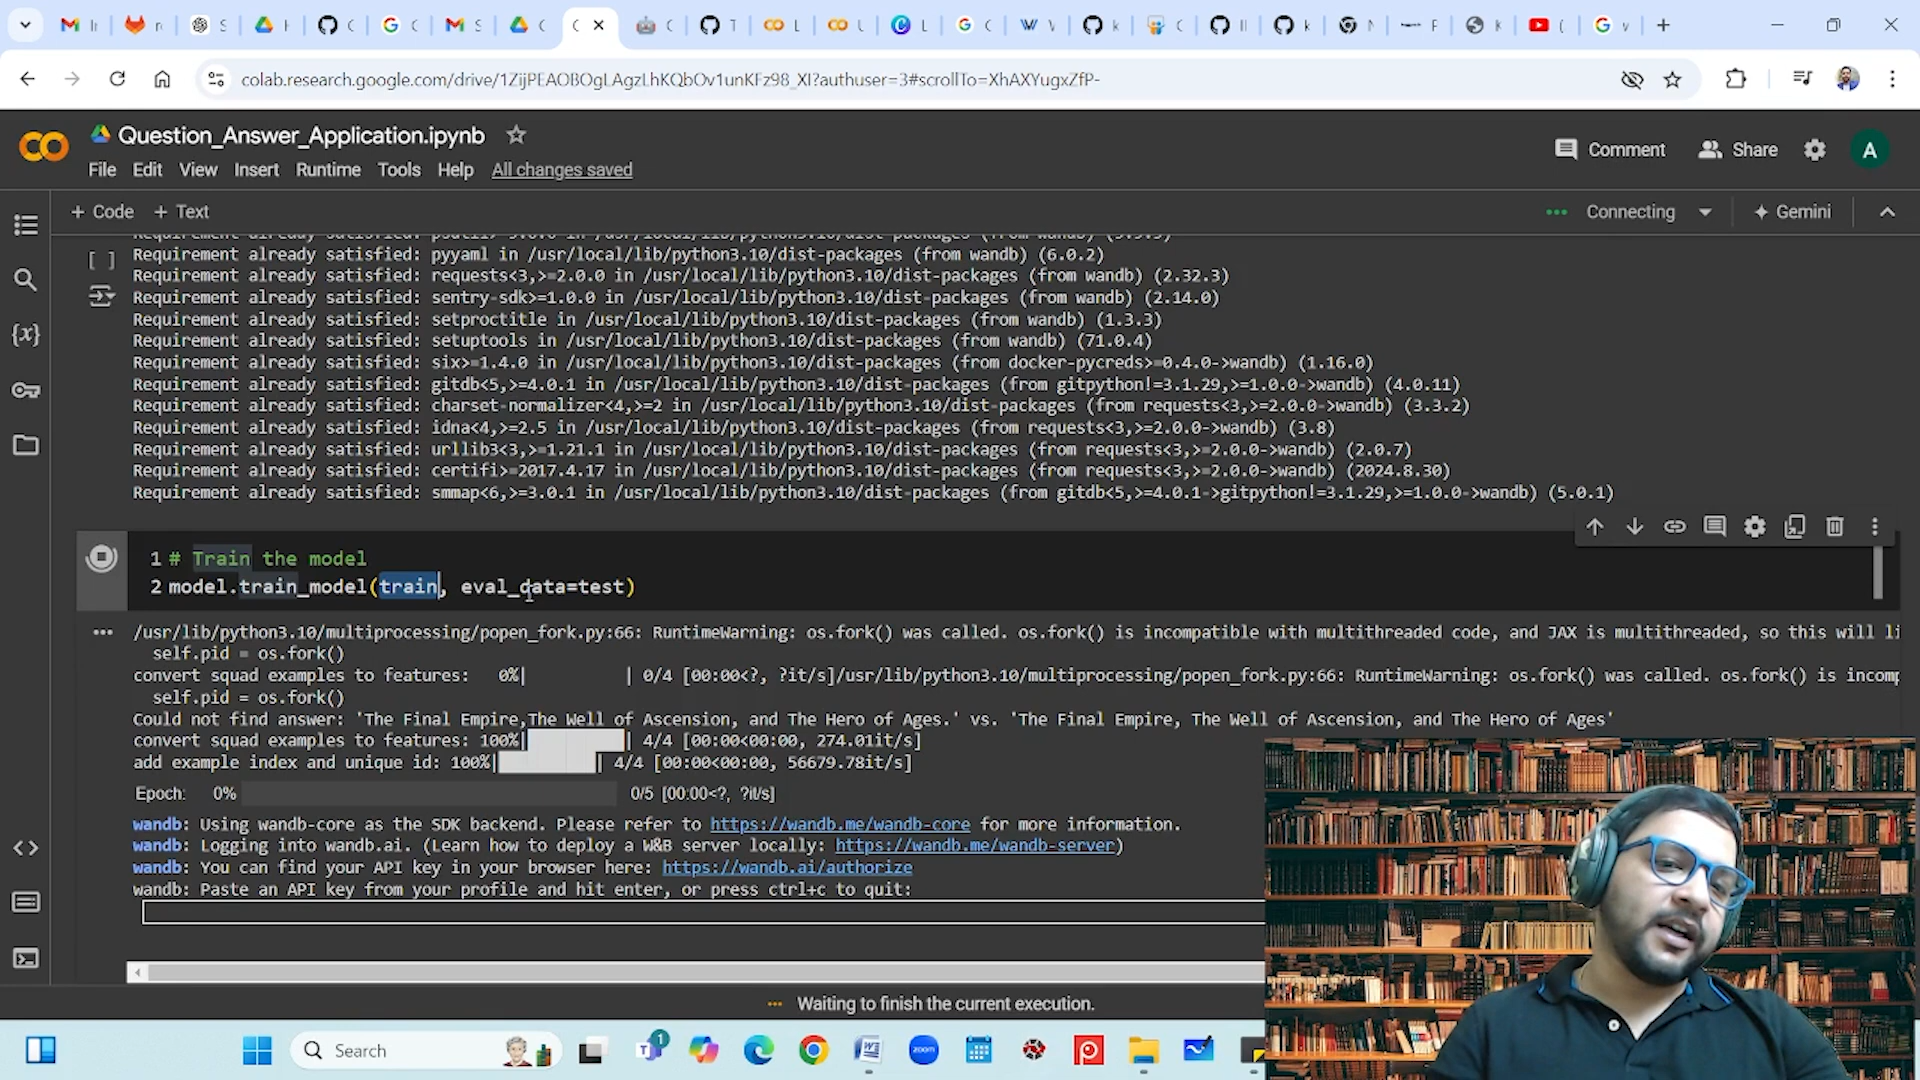 colab.research.google.com/drive/1ZijPEAOBOgLAgzLhKQbOv1unKFz98_XI?authuser=3#scrollTo=XhAXYugxZfP-
Question_Answer_Application.ipynb
Comment
Share
A
File Edit View Insert Runtime Tools Help All changes saved
+ Code + Text
Connecting
Gemini
[ ]
Requirement already satisfied: pyyaml in /usr/local/lib/python3.10/dist-packages (from wandb) (6.0.2)
Requirement already satisfied: requests<3,>=2.0.0 in /usr/local/lib/python3.10/dist-packages (from wandb) (2.32.3)
Requirement already satisfied: sentry-sdk>=1.0.0 in /usr/local/lib/python3.10/dist-packages (from wandb) (2.14.0)
Requirement already satisfied: setproctitle in /usr/local/lib/python3.10/dist-packages (from wandb) (1.3.3)
Requirement already satisfied: setuptools in /usr/local/lib/python3.10/dist-packages (from wandb) (71.0.4)
Requirement already satisfied: six>=1.4.0 in /usr/local/lib/python3.10/dist-packages (from docker-pycreds>=0.4.0->wandb) (1.16.0)
Requirement already satisfied: gitdb<5,>=4.0.1 in /usr/local/lib/python3.10/dist-packages (from gitpython!=3.1.29,>=1.0.0->wandb) (4.0.11)
Requirement already satisfied: charset-normalizer<4,>=2 in /usr/local/lib/python3.10/dist-packages (from requests<3,>=2.0.0->wandb) (3.3.2)
Requirement already satisfied: idna<4,>=2.5 in /usr/local/lib/python3.10/dist-packages (from requests<3,>=2.0.0->wandb) (3.8)
Requirement already satisfied: urllib3<3,>=1.21.1 in /usr/local/lib/python3.10/dist-packages (from requests<3,>=2.0.0->wandb) (2.0.7)
Requirement already satisfied: certifi>=2017.4.17 in /usr/local/lib/python3.10/dist-packages (from requests<3,>=2.0.0->wandb) (2024.8.30)
Requirement already satisfied: smmap<6,>=3.0.1 in /usr/local/lib/python3.10/dist-packages (from gitdb<5,>=4.0.1->gitpython!=3.1.29,>=1.0.0->wandb) (5.0.1)
1 # Train the model
2 model.train_model(train, eval_data=test)
/usr/lib/python3.10/multiprocessing/popen_fork.py:66: RuntimeWarning: os.fork() was called. os.fork() is incompatible with multithreaded code, and JAX is multithreaded, so this will li
self.pid = os.fork()
convert squad examples to features: 0%| | 0/4 [00:00<?, ?it/s]/usr/lib/python3.10/multiprocessing/popen_fork.py:66: RuntimeWarning: os.fork() was called. os.fork() is incomp
self.pid = os.fork()
Could not find answer: 'The Final Empire,The Well of Ascension, and The Hero of Ages.' vs. 'The Final Empire, The Well of Ascension, and The Hero of Ages'
convert squad examples to features: 100%| | 4/4 [00:00<00:00, 274.01it/s]
add example index and unique id: 100%| | 4/4 [00:00<00:00, 56679.78it/s]
Epoch: 0% 0/5 [00:00<?, ?it/s]
wandb: Using wandb-core as the SDK backend. Please refer to https://wandb.me/wandb-core for more information.
wandb: Logging into wandb.ai. (Learn how to deploy a W&B server locally: https://wandb.me/wandb-server)
wandb: You can find your API key in your browser here: https://wandb.ai/authorize
wandb: Paste an API key from your profile and hit enter, or press ctrl+c to quit:
Waiting to finish the current execution.
Search
zoom